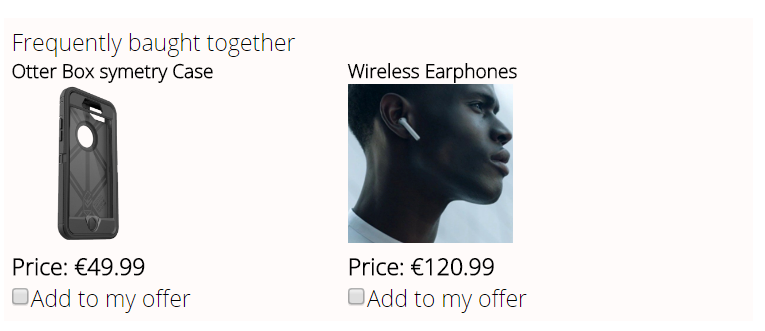 Frequently baught together
Otter Box symetry Case
Wireless Earphones
Price: €49.99
Price: €120.99
Add to my offer
Add to my offer